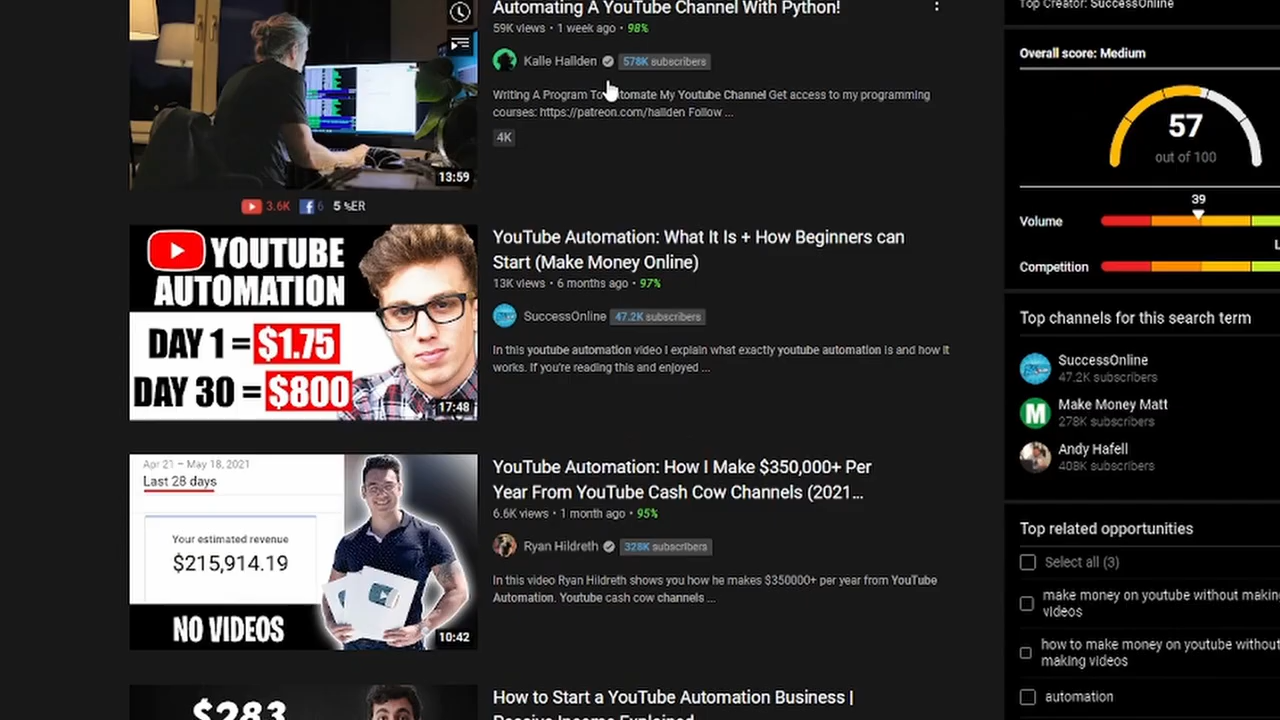 Automating A YouTube Channel With Python!
59K views • 1 week ago • 98%
Kalle Hallden 578K subscribers
Writing A Program To Automate My Youtube Channel Get access to my programming
courses: https://patreon.com/hallden Follow ...
4K
13:59
3.6K 6 5 %ER
YOUTUBE
AUTOMATION
DAY 1 = $1.75
DAY 30 = $800
17:48
YouTube Automation: What It Is + How Beginners can
Start (Make Money Online)
13K views • 6 months ago • 97%
SuccessOnline 47.2K subscribers
In this youtube automation video I explain what exactly youtube automation is and how it
works. If you're reading this and enjoyed ...
Apr 21 – May 18, 2021
Last 28 days
Your estimated revenue
$215,914.19
NO VIDEOS
10:42
YouTube Automation: How I Make $350,000+ Per
Year From YouTube Cash Cow Channels (2021...
6.6K views • 1 month ago • 95%
Ryan Hildreth 328K subscribers
In this video Ryan Hildreth shows you how he makes $350000+ per year from YouTube
Automation. Youtube cash cow channels ...
$283
How to Start a YouTube Automation Business |
Passive Income Explained
Top Creator: SuccessOnline
Overall score: Medium
57
out of 100
39
Volume
Competition
Top channels for this search term
SuccessOnline
47.2K subscribers
M
Make Money Matt
278K subscribers
Andy Hafell
408K subscribers
Top related opportunities
Select all (3)
make money on youtube without making
videos
how to make money on youtube without
making videos
automation